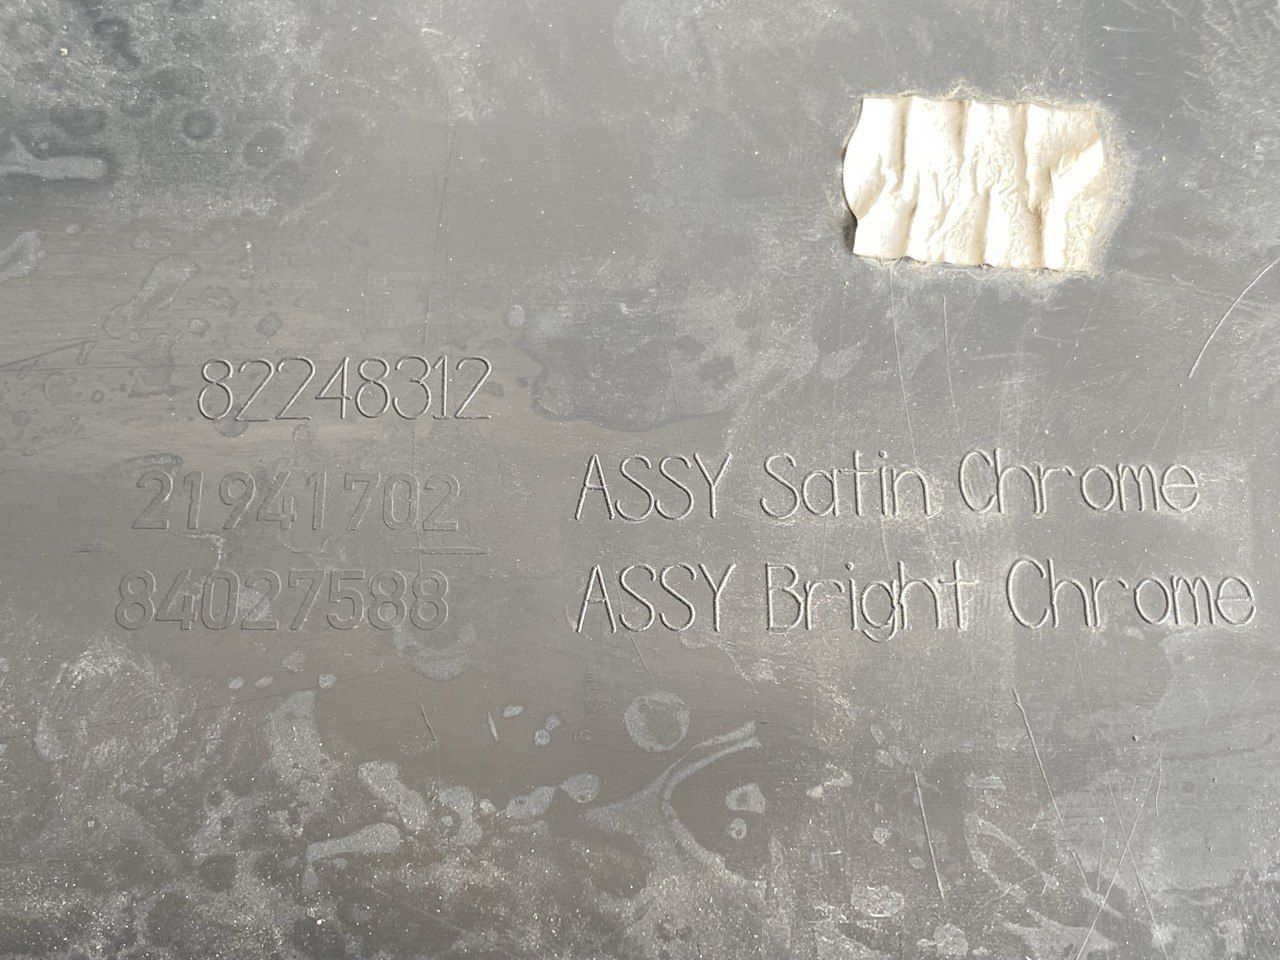 82248312
21941702 ASSY Satin Chrome
84027588 ASSY Bright Chrome